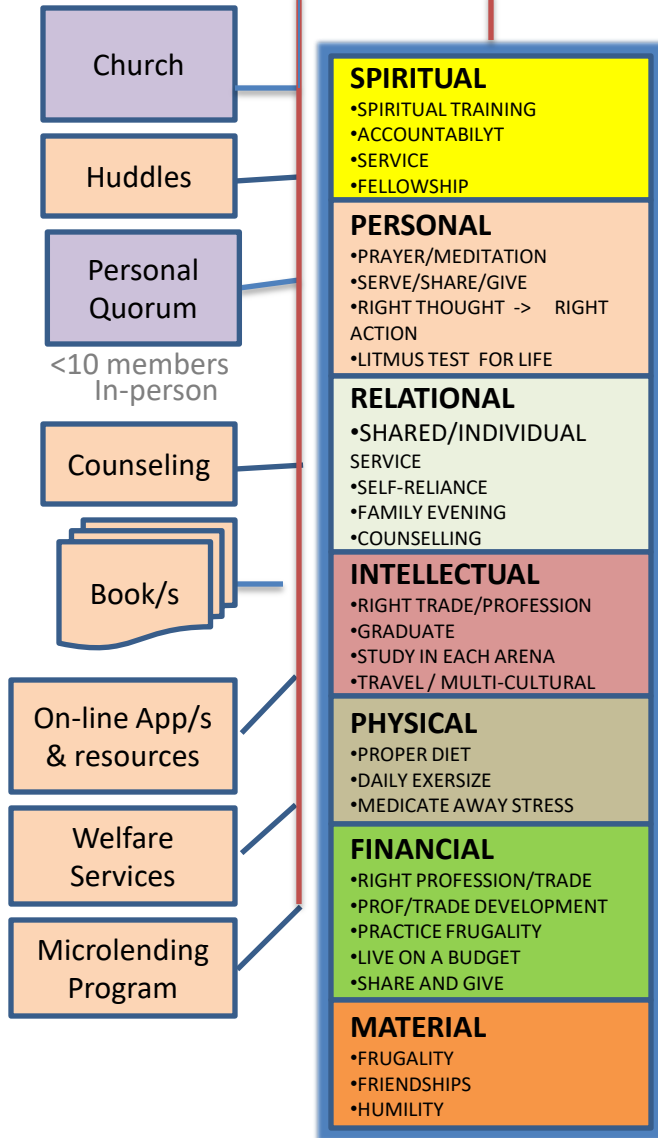 Church
Huddles
Personal
Quorum
<10 members
In-person
Counseling
Book/s
On-line App/s
& resources
Welfare
Services
Microlending
Program
SPIRITUAL
•SPIRITUAL TRAINING
•ACCOUNTABILYT
•SERVICE
•FELLOWSHIP
PERSONAL
•PRAYER/MEDITATION
•SERVE/SHARE/GIVE
•RIGHT THOUGHT -> RIGHT
ACTION
•LITMUS TEST FOR LIFE
RELATIONAL
•SHARED/INDIVIDUAL
SERVICE
•SELF-RELIANCE
•FAMILY EVENING
•COUNSELLING
INTELLECTUAL
•RIGHT TRADE/PROFESSION
•GRADUATE
•STUDY IN EACH ARENA
•TRAVEL / MULTI-CULTURAL
PHYSICAL
•PROPER DIET
•DAILY EXERSIZE
•MEDICATE AWAY STRESS
FINANCIAL
•RIGHT PROFESSION/TRADE
•PROF/TRADE DEVELOPMENT
•PRACTICE FRUGALITY
•LIVE ON A BUDGET
•SHARE AND GIVE
MATERIAL
•FRUGALITY
•FRIENDSHIPS
•HUMILITY